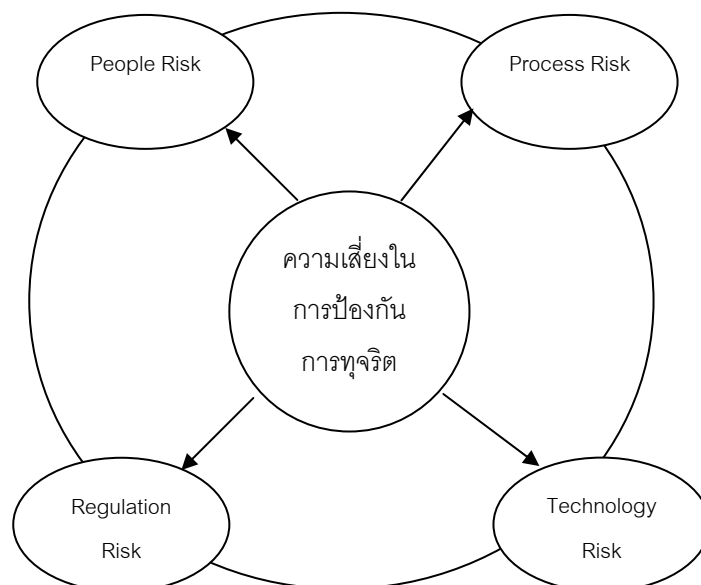 People Risk
Process Risk
ความเสี่ยงใน
การป้องกัน
การทุจริต
Regulation
Risk
Technology
Risk